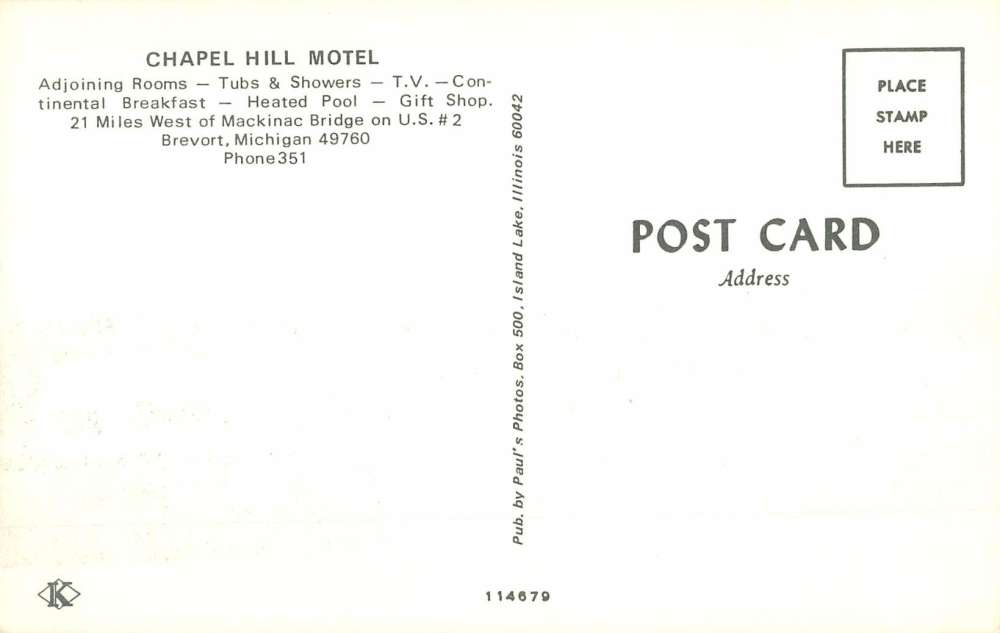 CHAPEL HILL MOTEL
Adjoining Rooms — Tubs & Showers — T.V. — Con-
tinental Breakfast — Heated Pool — Gift Shop.
21 Miles West of Mackinac Bridge on U.S. # 2
Brevort, Michigan 49760
Phone 351
Pub. by Paul's Photos, Box 500, Island Lake, Illinois 60042
PLACE
STAMP
HERE
POST CARD
Address
K
114679